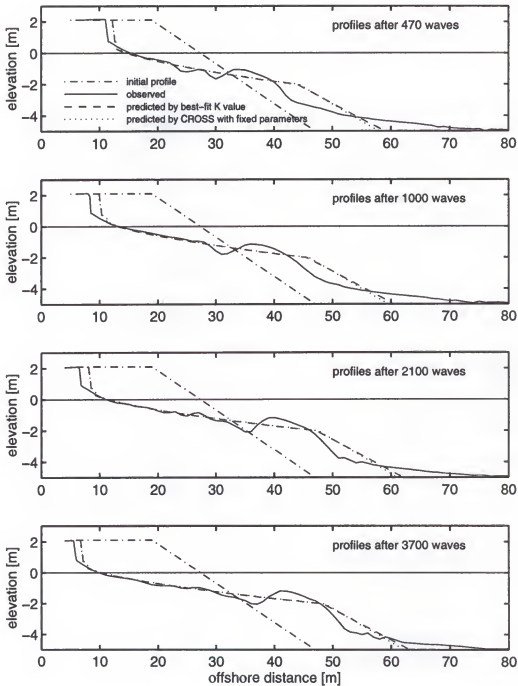 profiles after 470 waves
elevation [m]
2
0
−2
−4
initial profile
observed
predicted by best-fit K value
predicted by CROSS with fixed parameters
0 10 20 30 40 50 60 70 80
profiles after 1000 waves
elevation [m]
2
0
−2
−4
0 10 20 30 40 50 60 70 80
profiles after 2100 waves
elevation [m]
2
0
−2
−4
0 10 20 30 40 50 60 70 80
profiles after 3700 waves
elevation [m]
2
0
−2
−4
0 10 20 30 40 50 60 70 80
offshore distance [m]